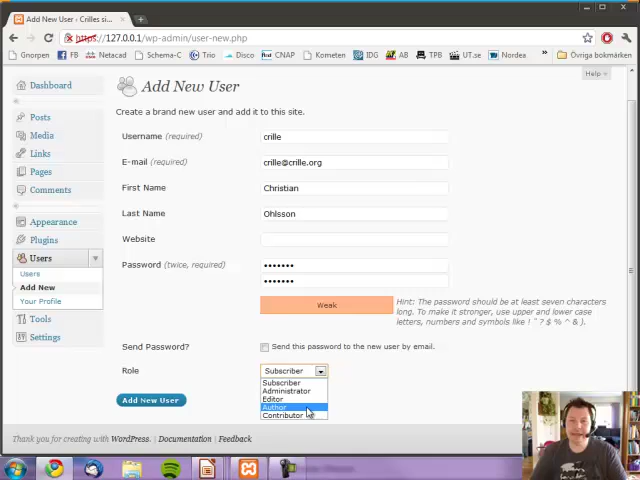 Add New User ‹ Crilles si...
https://127.0.0.1/wp-admin/user-new.php
Gnorpen FB Netacad Schema-C Trio Disco CNAP Kometen IDG AB TPB UT.se Nordea » Övriga bokmärken
Help
Dashboard
Add New User
Create a brand new user and add it to this site.
Posts
Media
Links
Pages
Comments
Appearance
Plugins
Users
Users
Add New
Your Profile
Tools
Settings
Username (required) crille
E-mail (required) crille@crille.org
First Name Christian
Last Name Ohlsson
Website
Password (twice, required) •••••••
•••••••
Weak
Hint: The password should be at least seven characters
long. To make it stronger, use upper and lower case
letters, numbers and symbols like ! " ? $ % ^ & ).
Send Password? Send this password to the new user by email.
Role Subscriber
Subscriber
Administrator
Editor
Author
Contributor
Add New User
Thank you for creating with WordPress. | Documentation | Feedback